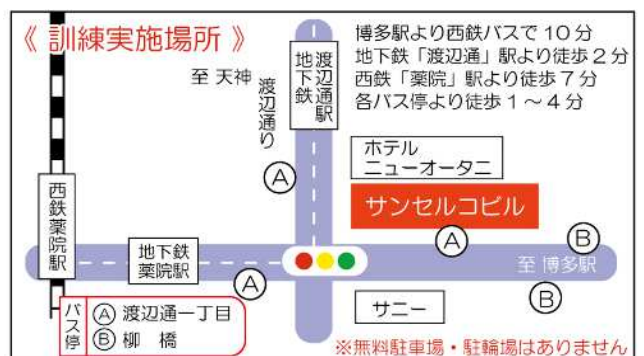 《 訓練実施場所 》
博多駅より西鉄バスで10分
地下鉄「渡辺通」駅より徒歩2分
西鉄「薬院」駅より徒歩7分
各バス停より徒歩1～4分
至 天神
渡辺通り
地下鉄
渡辺通駅
ホテル
ニューオータニ
サンセルコビル
Ⓐ
Ⓐ
Ⓑ
西鉄薬院駅
地下鉄
薬院駅
至 博多駅
Ⓐ
Ⓑ
バス停
Ⓐ 渡辺通一丁目
Ⓑ 柳 橋
サニー
※無料駐車場・駐輪場はありません